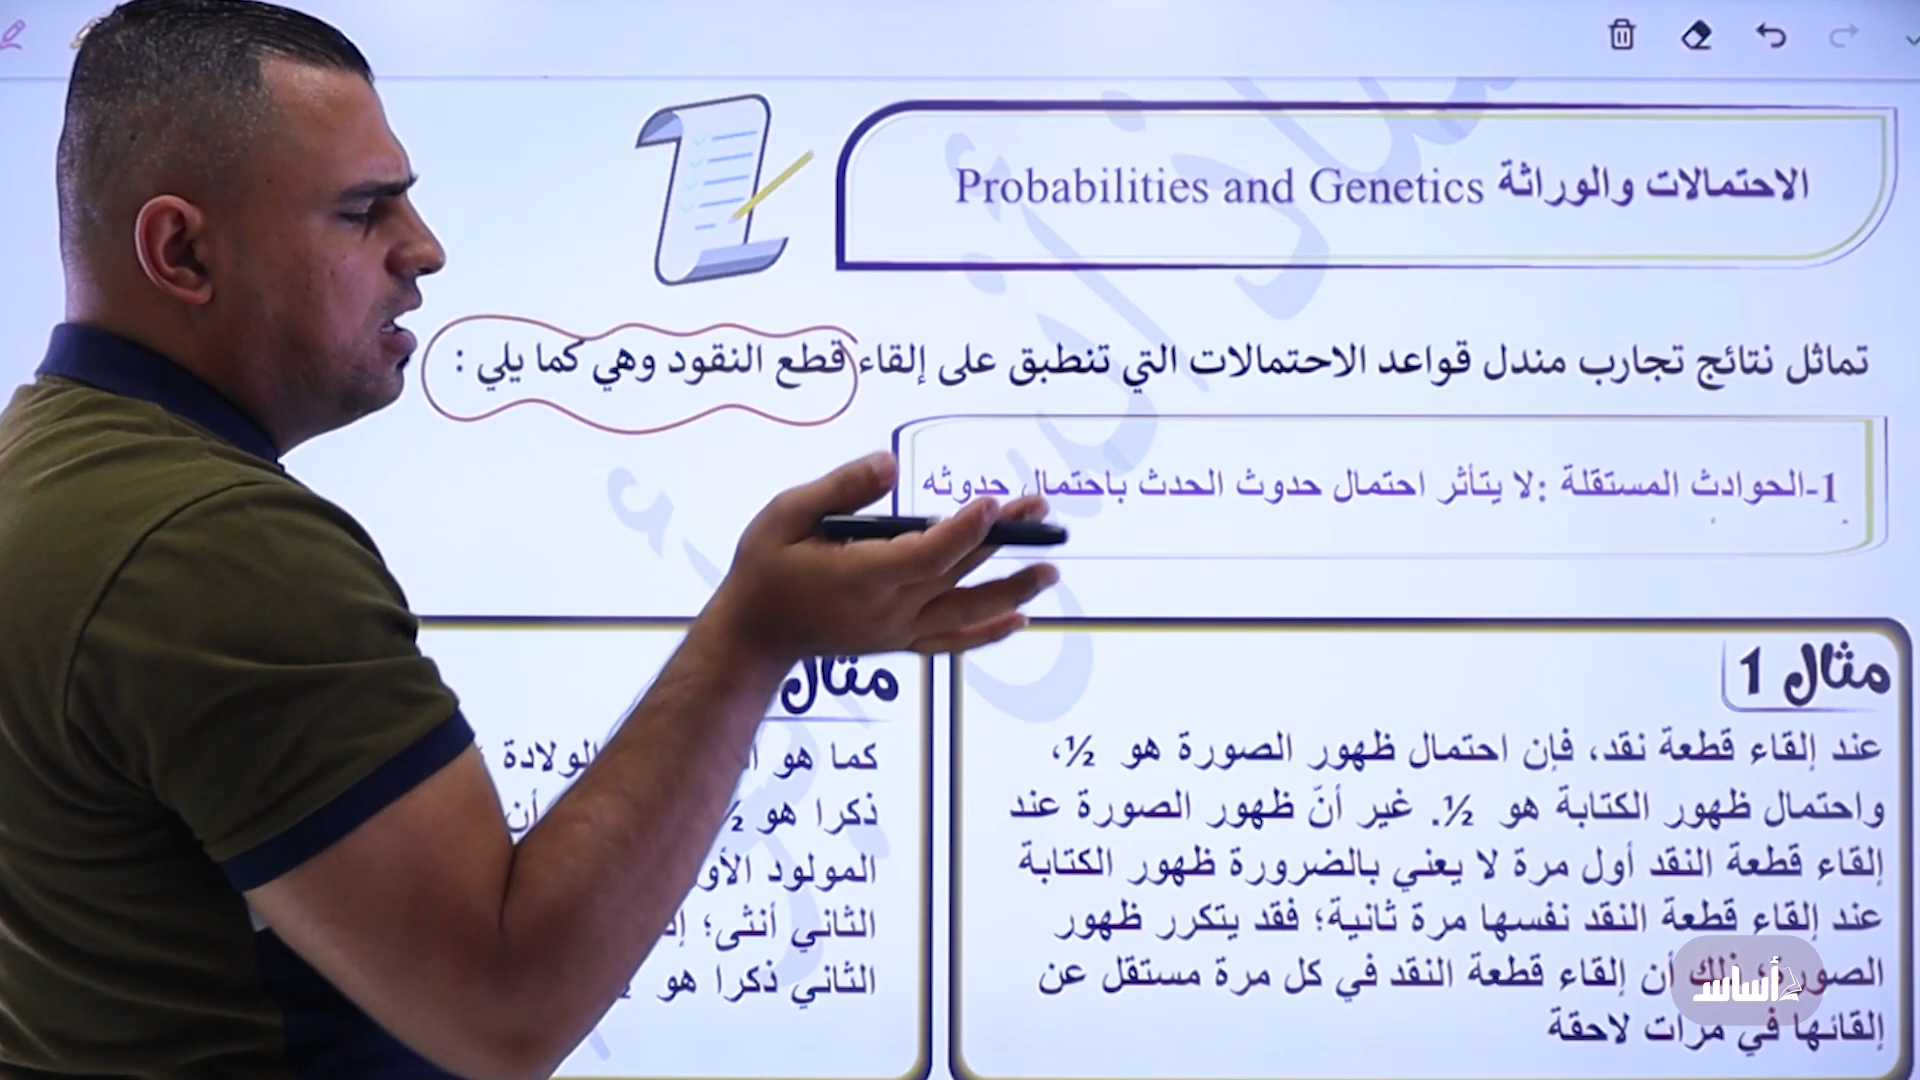 الاحتمالات والوراثة Probabilities and Genetics
تماثل نتائج تجارب مندل قواعد الاحتمالات التي تنطبق على إلقاء قطع النقود وهي كما يلي :
1-الحوادث المستقلة :لا يتأثر احتمال حدوث الحدث باحتمال حدوثه
مثال 1
عند إلقاء قطعة نقد، فإن احتمال ظهور الصورة هو ½،
واحتمال ظهور الكتابة هو ½. غير أنّ ظهور الصورة عند
إلقاء قطعة النقد أول مرة لا يعني بالضرورة ظهور الكتابة
عند إلقاء قطعة النقد نفسها مرة ثانية؛ فقد يتكرر ظهور
الصورة؛ ذلك أن إلقاء قطعة النقد في كل مرة مستقل عن
إلقائها في مرات لاحقة
مثال
كما هو
ذكرا هو ½ أن
المولود
الثاني أنثى؛
الثاني ذكرا هو
أساس